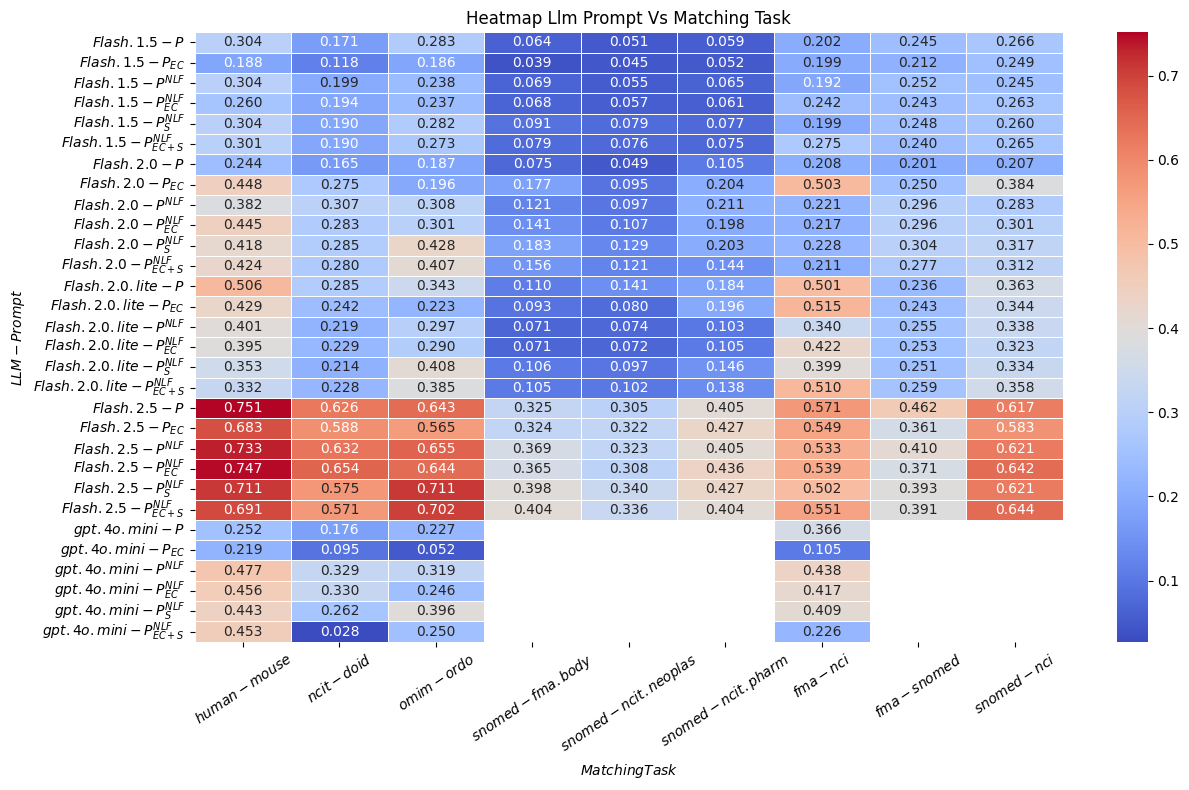 Heatmap Llm Prompt Vs Matching Task
LLM − Prompt
Flash. 1.5 − P 0.304 0.171 0.283 0.064 0.051 0.059 0.202 0.245 0.266
Flash. 1.5 − P_EC 0.188 0.118 0.186 0.039 0.045 0.052 0.199 0.212 0.249
Flash. 1.5 − P^NLF 0.304 0.199 0.238 0.069 0.055 0.065 0.192 0.252 0.245
Flash. 1.5 − P^NLF_EC 0.260 0.194 0.237 0.068 0.057 0.061 0.242 0.243 0.263
Flash. 1.5 − P^NLF_S 0.304 0.190 0.282 0.091 0.079 0.077 0.199 0.248 0.260
Flash. 1.5 − P^NLF_EC+S 0.301 0.190 0.273 0.079 0.076 0.075 0.275 0.240 0.265
Flash. 2.0 − P 0.244 0.165 0.187 0.075 0.049 0.105 0.208 0.201 0.207
Flash. 2.0 − P_EC 0.448 0.275 0.196 0.177 0.095 0.204 0.503 0.250 0.384
Flash. 2.0 − P^NLF 0.382 0.307 0.308 0.121 0.097 0.211 0.221 0.296 0.283
Flash. 2.0 − P^NLF_EC 0.445 0.283 0.301 0.141 0.107 0.198 0.217 0.296 0.301
Flash. 2.0 − P^NLF_S 0.418 0.285 0.428 0.183 0.129 0.203 0.228 0.304 0.317
Flash. 2.0 − P^NLF_EC+S 0.424 0.280 0.407 0.156 0.121 0.144 0.211 0.277 0.312
Flash. 2.0. lite − P 0.506 0.285 0.343 0.110 0.141 0.184 0.501 0.236 0.363
Flash. 2.0. lite − P_EC 0.429 0.242 0.223 0.093 0.080 0.196 0.515 0.243 0.344
Flash. 2.0. lite − P^NLF 0.401 0.219 0.297 0.071 0.074 0.103 0.340 0.255 0.338
Flash. 2.0. lite − P^NLF_EC 0.395 0.229 0.290 0.071 0.072 0.105 0.422 0.253 0.323
Flash. 2.0. lite − P^NLF_S 0.353 0.214 0.408 0.106 0.097 0.146 0.399 0.251 0.334
Flash. 2.0. lite − P^NLF_EC+S 0.332 0.228 0.385 0.105 0.102 0.138 0.510 0.259 0.358
Flash. 2.5 − P 0.751 0.626 0.643 0.325 0.305 0.405 0.571 0.462 0.617
Flash. 2.5 − P_EC 0.683 0.588 0.565 0.324 0.322 0.427 0.549 0.361 0.583
Flash. 2.5 − P^NLF 0.733 0.632 0.655 0.369 0.323 0.405 0.533 0.410 0.621
Flash. 2.5 − P^NLF_EC 0.747 0.654 0.644 0.365 0.308 0.436 0.539 0.371 0.642
Flash. 2.5 − P^NLF_S 0.711 0.575 0.711 0.398 0.340 0.427 0.502 0.393 0.621
Flash. 2.5 − P^NLF_EC+S 0.691 0.571 0.702 0.404 0.336 0.404 0.551 0.391 0.644
gpt. 4o. mini − P 0.252 0.176 0.227 0.366
gpt. 4o. mini − P_EC 0.219 0.095 0.052 0.105
gpt. 4o. mini − P^NLF 0.477 0.329 0.319 0.438
gpt. 4o. mini − P^NLF_EC 0.456 0.330 0.246 0.417
gpt. 4o. mini − P^NLF_S 0.443 0.262 0.396 0.409
gpt. 4o. mini − P^NLF_EC+S 0.453 0.028 0.250 0.226
human − mouse ncit − doid omim − ordo snomed − fma. body snomed − ncit. neoplas snomed − ncit. pharm fma − nci fma − snomed snomed − nci
MatchingTask
0.7
0.6
0.5
0.4
0.3
0.2
0.1